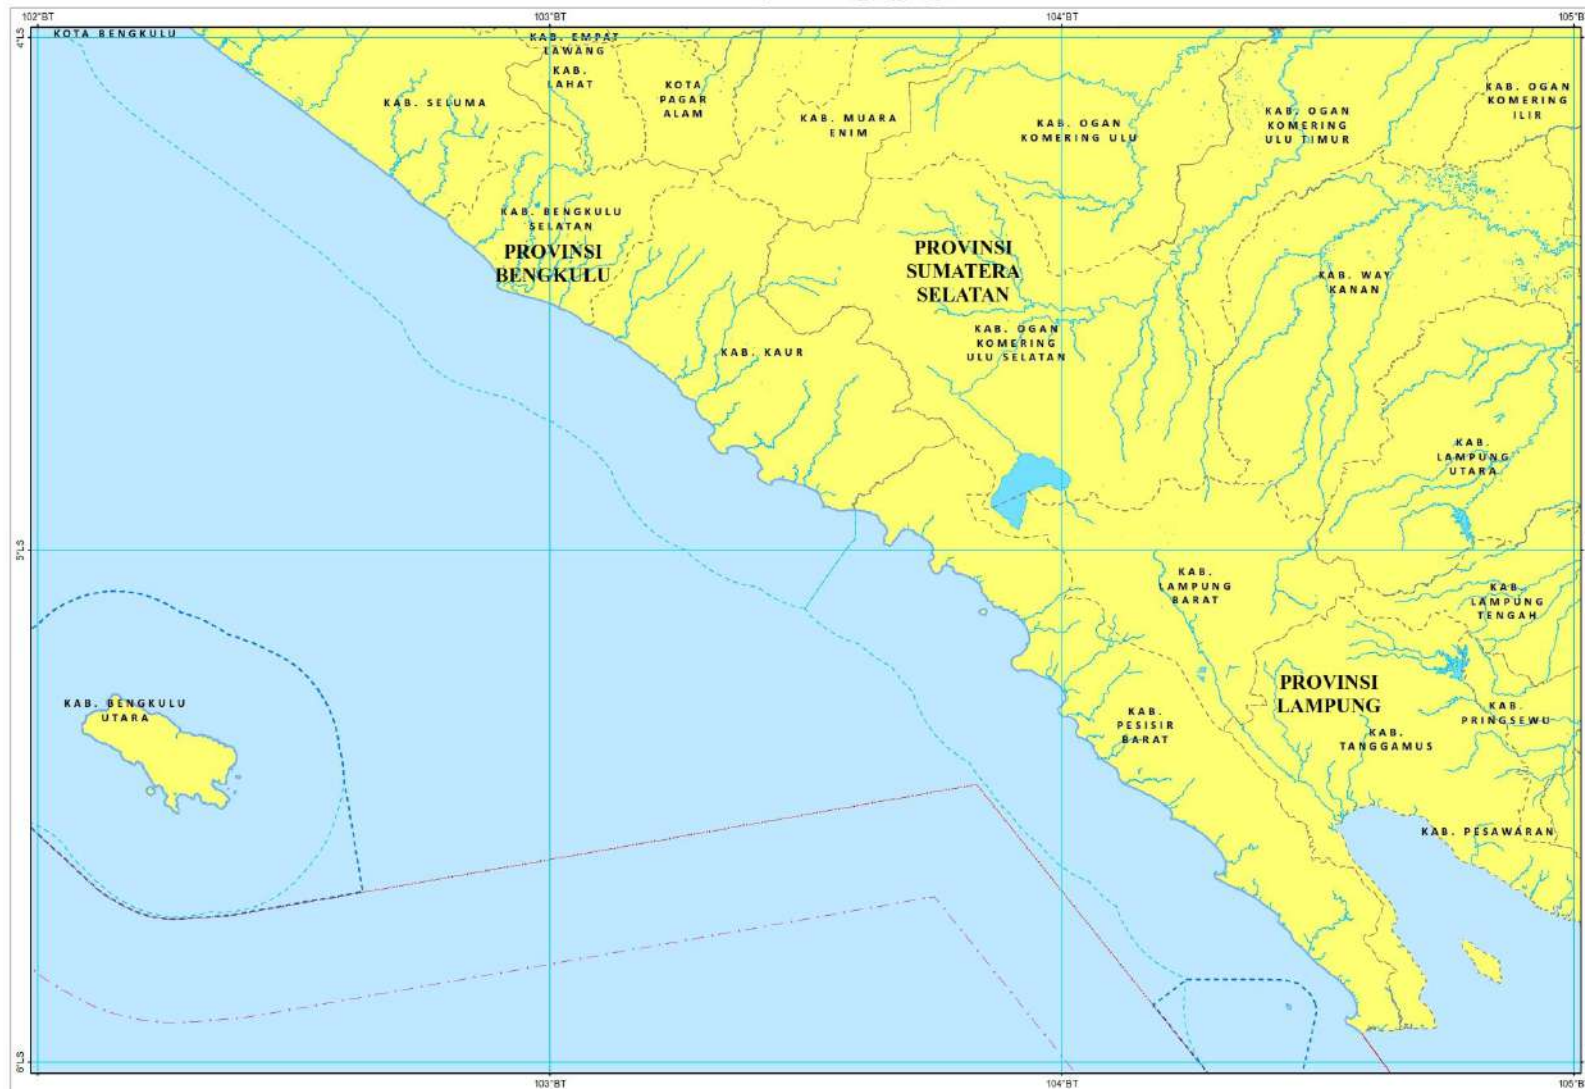 102°BT
103°BT
104°BT
4°LS
KOTA BENGKULU
KAB. EMPAT
LAWANG
KAB.
LAHAT
KOTA
PAGAR
ALAM
KAB. SELUMA
KAB. MUARA
ENIM
KAB. OGAN
KOMERING ULU
KAB. OGAN
KOMERING
ULU TIMUR
KAB. OGAN
KOMERING
ILIR
KAB. BENGKULU
SELATAN
PROVINSI
BENGKULU
PROVINSI
SUMATERA
SELATAN
KAB. WAY
KANAN
KAB. OGAN
KOMERING
ULU SELATAN
KAB. KAUR
KAB.
LAMPUNG
UTARA
5°LS
KAB.
LAMPUNG
BARAT
KAB.
LAMPUNG
TENGAH
KAB. BENGKULU
UTARA
PROVINSI
LAMPUNG
KAB.
PESISIR
BARAT
KAB.
PRINGSEWU
KAB.
TANGGAMUS
KAB. PESAWARAN
6°LS
103°BT
104°BT